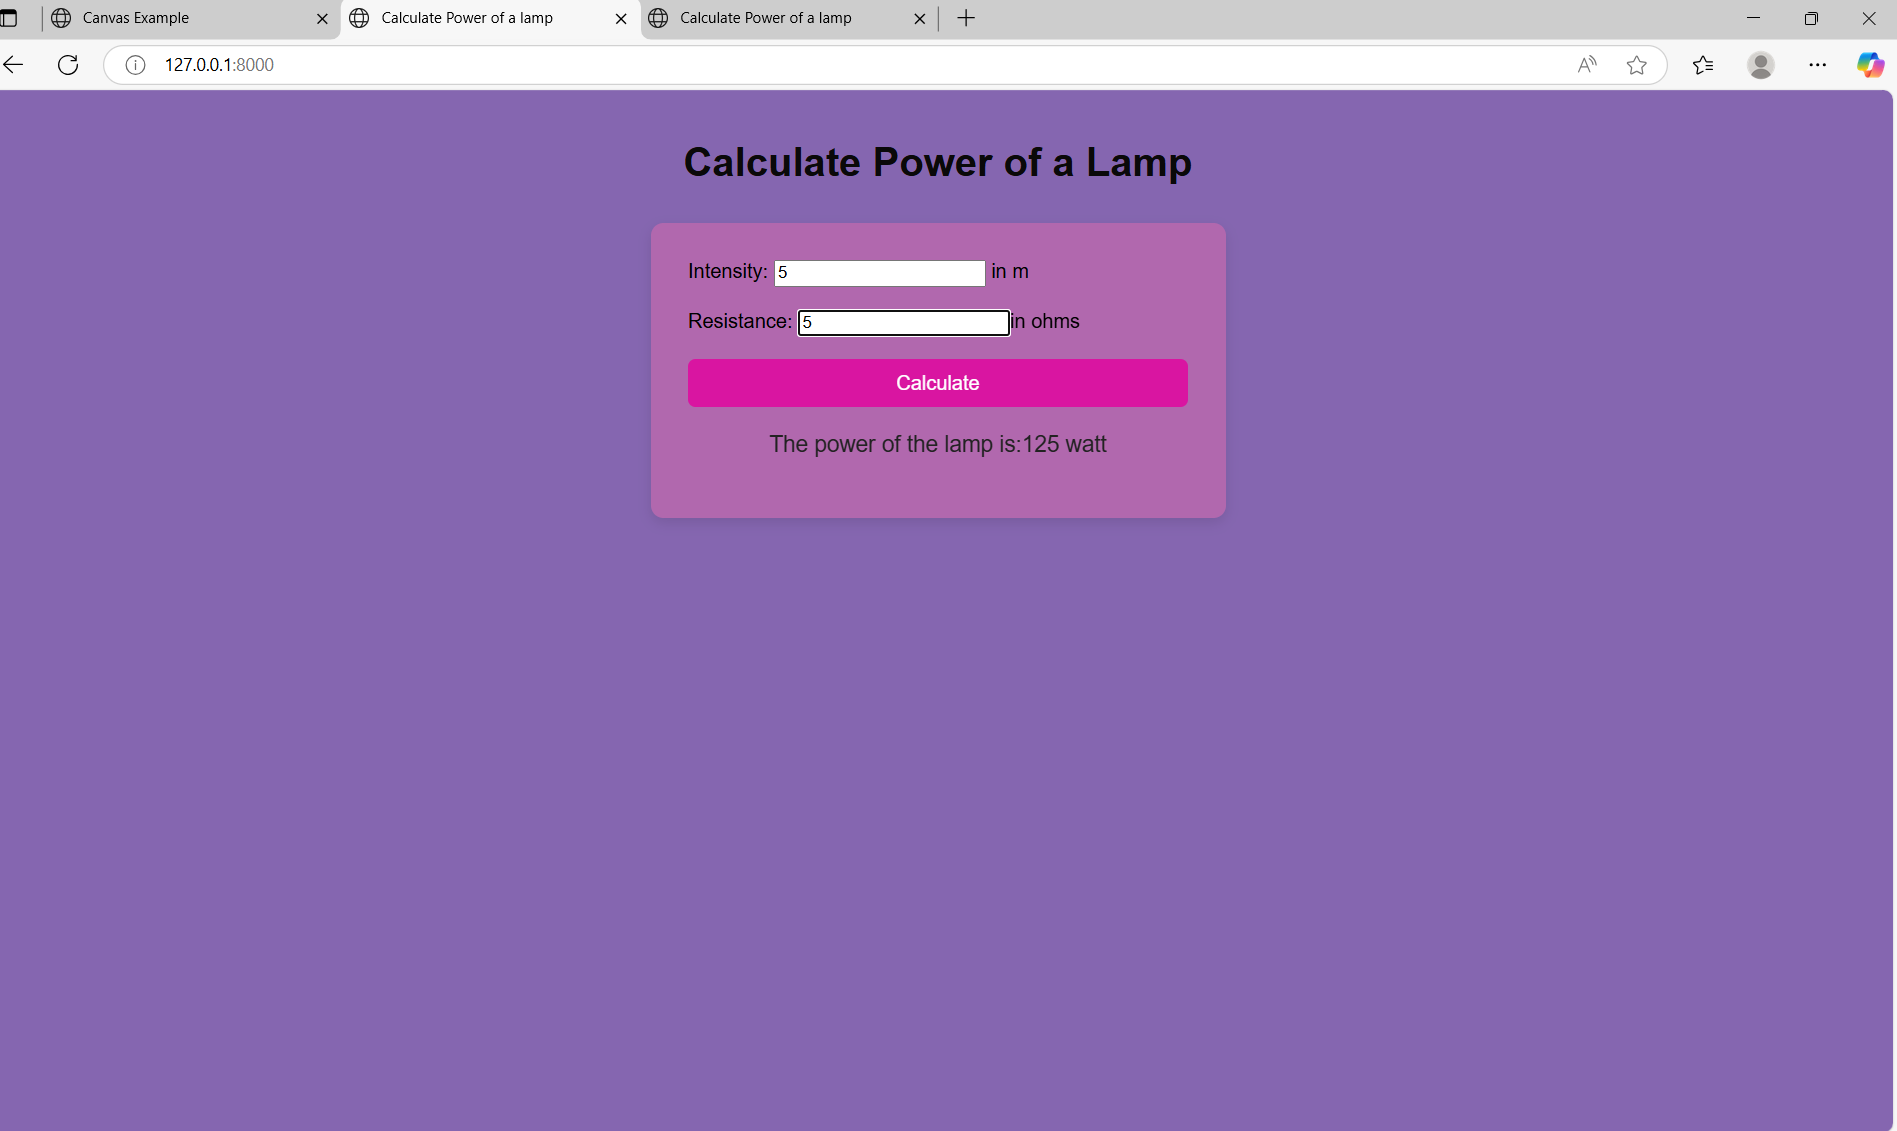 Canvas Example
Calculate Power of a lamp
Calculate Power of a lamp
127.0.0.1:8000
Calculate Power of a Lamp
Intensity: 5 in m
Resistance: 5 in ohms
Calculate
The power of the lamp is:125 watt